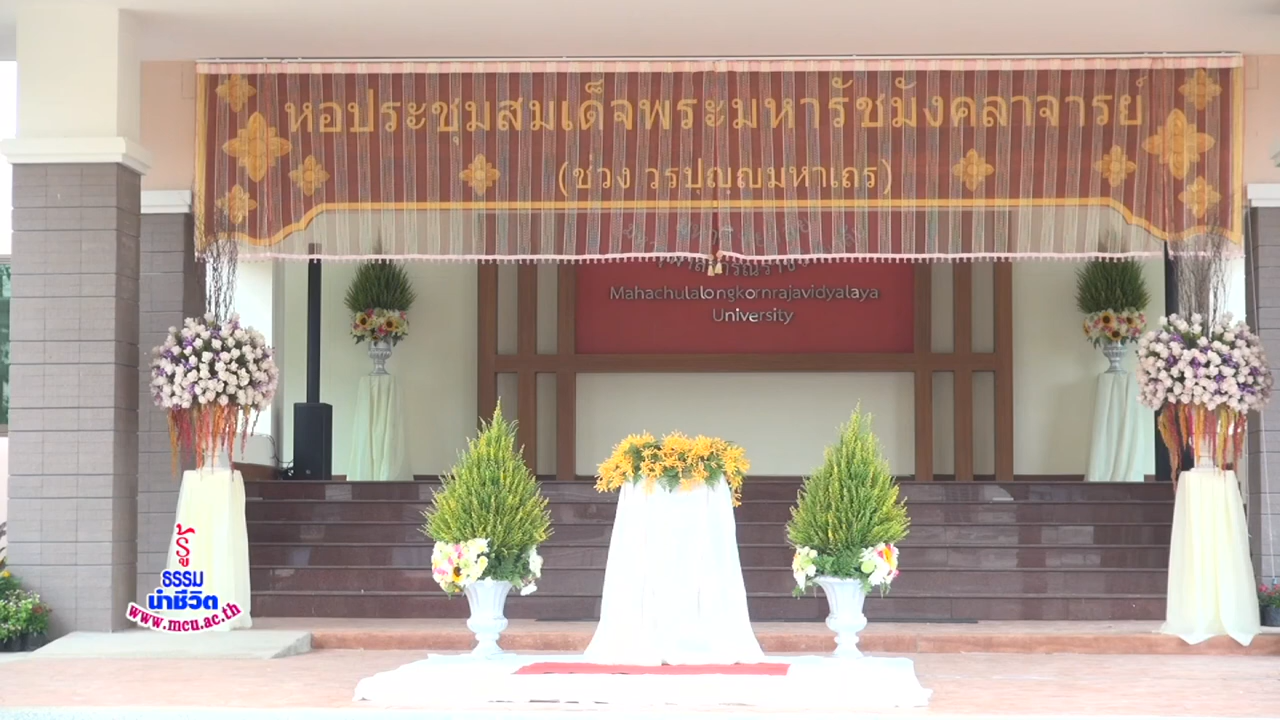 หอประชุมสมเด็จพระมหารัชมังคลาจารย์
(ช่วง วรปุญฺญมหาเถร)
Mahachulalongkornrajavidyalaya
University
รู้
ธรรม
นำชีวิต
www.mcu.ac.th